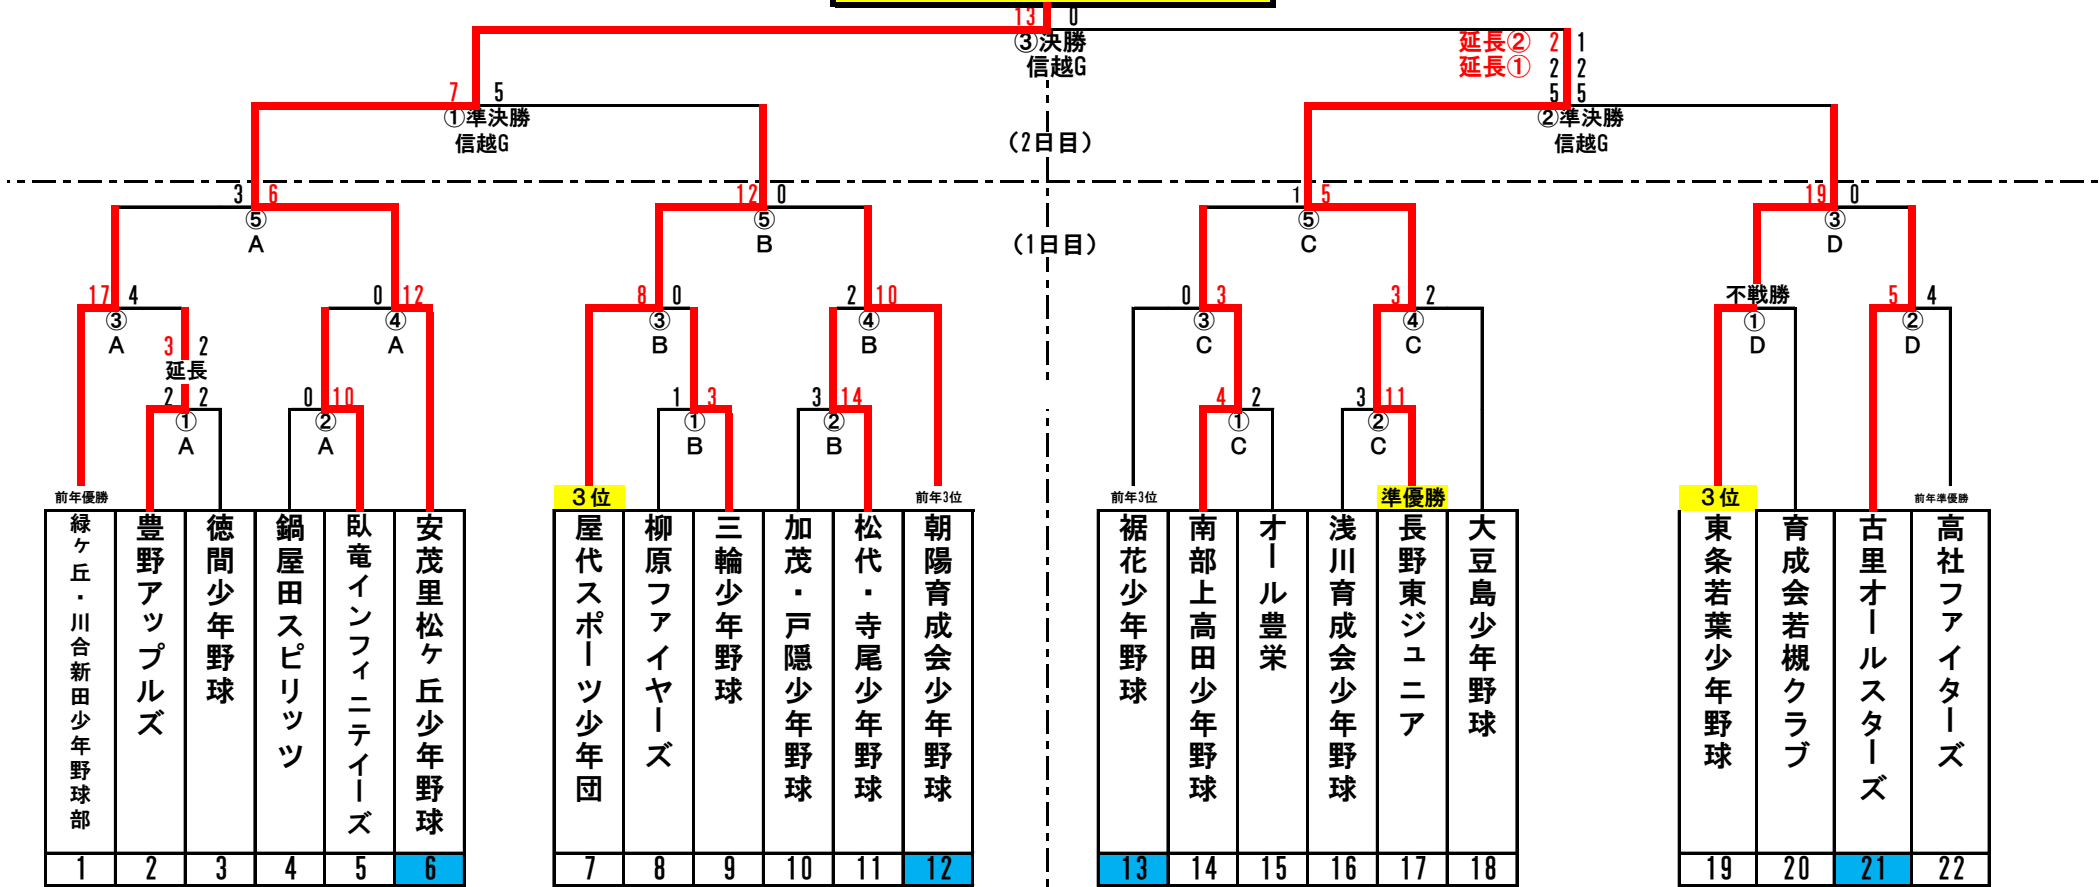 13 0
③決勝
信越G
延長② 2 1
延長① 2 2
5 5
7 5
①準決勝
信越G
②準決勝
信越G
(2日目)
3 6
⑤
A
12 0
⑤
B
1 5
⑤
C
19 0
③
D
(1日目)
17 4
③
A
0 12
④
A
8 0
③
B
2 10
④
B
0 3
③
C
3 2
④
C
不戦勝
①
D
5 4
②
D
3 2
延長
2 2
①
A
0 10
②
A
1 3
①
B
3 14
②
B
4 2
①
C
3 11
②
C
前年優勝
3位
前年3位
前年3位
準優勝
3位
前年準優勝
緑ヶ丘・川合新田少年野球部
豊野アップルズ
徳間少年野球
鍋屋田スピリッツ
臥竜インフィニテイーズ
安茂里松ケ丘少年野球
屋代スポーツ少年団
柳原ファイヤーズ
三輪少年野球
加茂・戸隠少年野球
松代・寺尾少年野球
朝陽育成会少年野球
裾花少年野球
南部上高田少年野球
オール豊栄
浅川育成会少年野球
長野東ジュニア
大豆島少年野球
東条若葉少年野球
育成会若槻クラブ
古里オールスターズ
高社ファイターズ
1 2 3 4 5 6 7 8 9 10 11 12 13 14 15 16 17 18 19 20 21 22